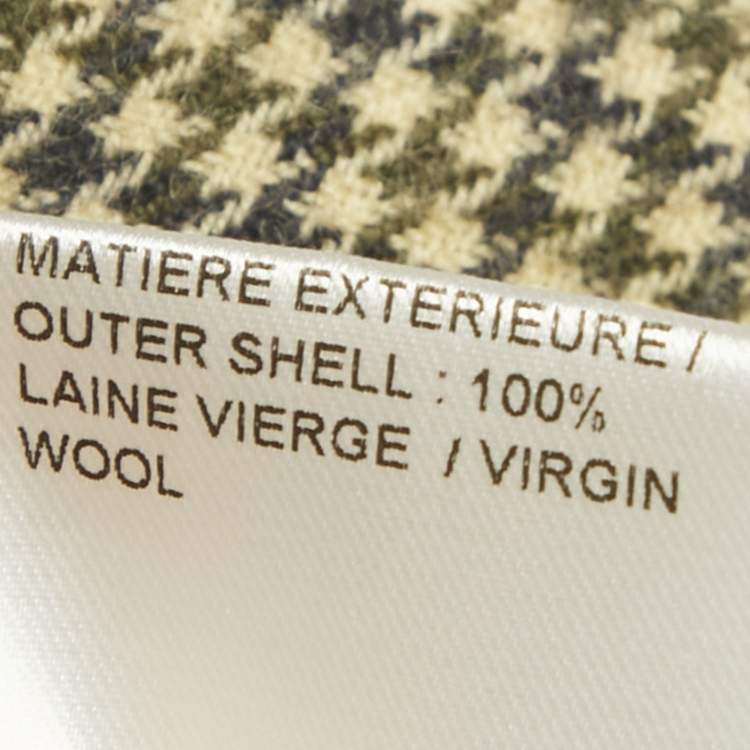 MATIERE EXTERIEURE /
OUTER SHELL : 100%
LAINE VIERGE / VIRGIN
WOOL